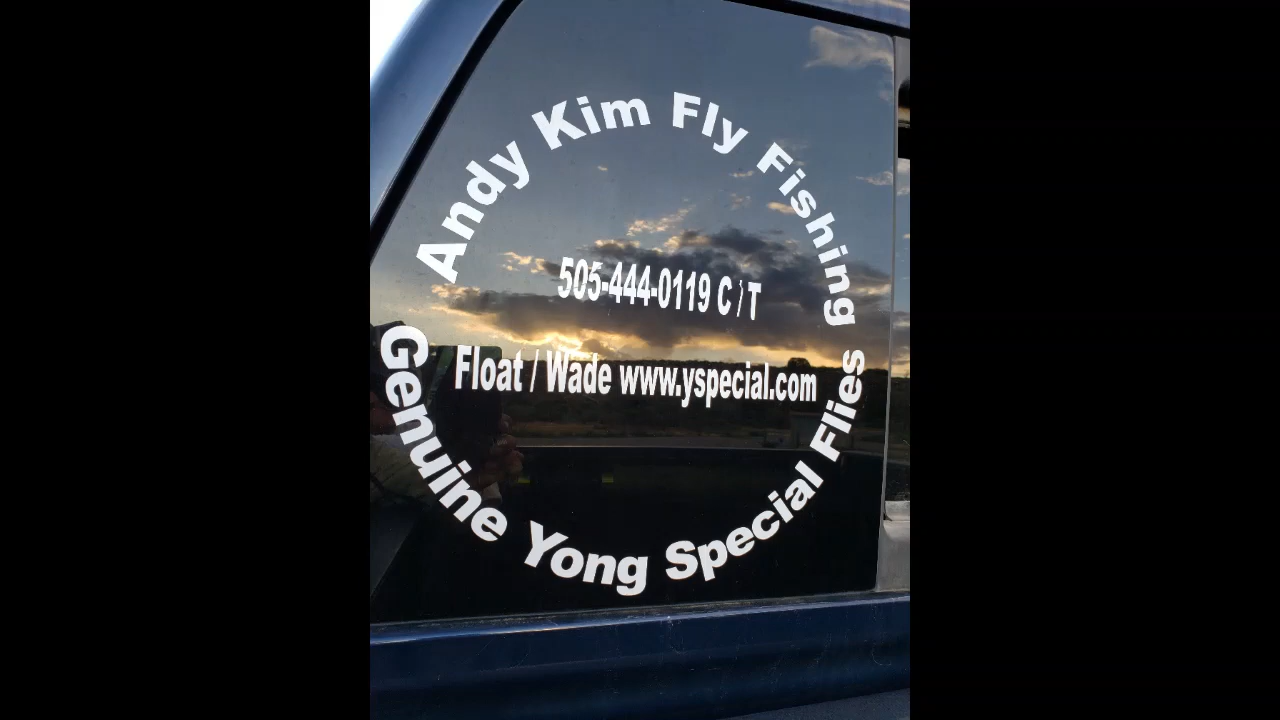 Andy Kim Fly Fishing
505-444-0119 C / T
Float / Wade www.yspecial.com
Genuine Yong Special Flies